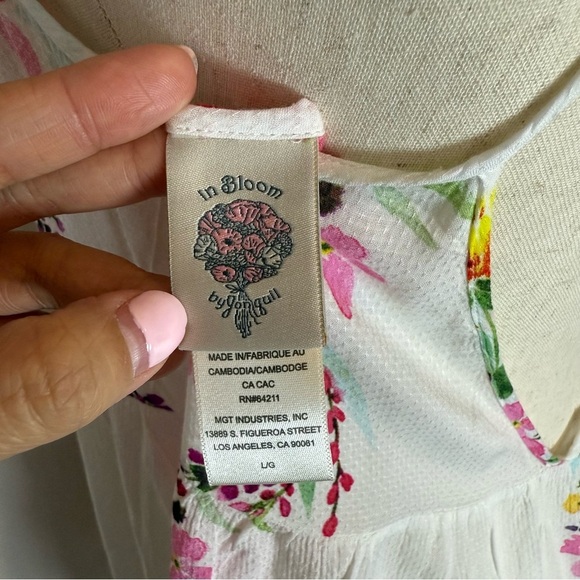 in Bloom
by Jonquil
MADE IN/FABRIQUE AU
CAMBODIA/CAMBODGE
CA CAC
RN#64211
MGT INDUSTRIES, INC
13889 S. FIGUEROA STREET
LOS ANGELES, CA 90061
L/G